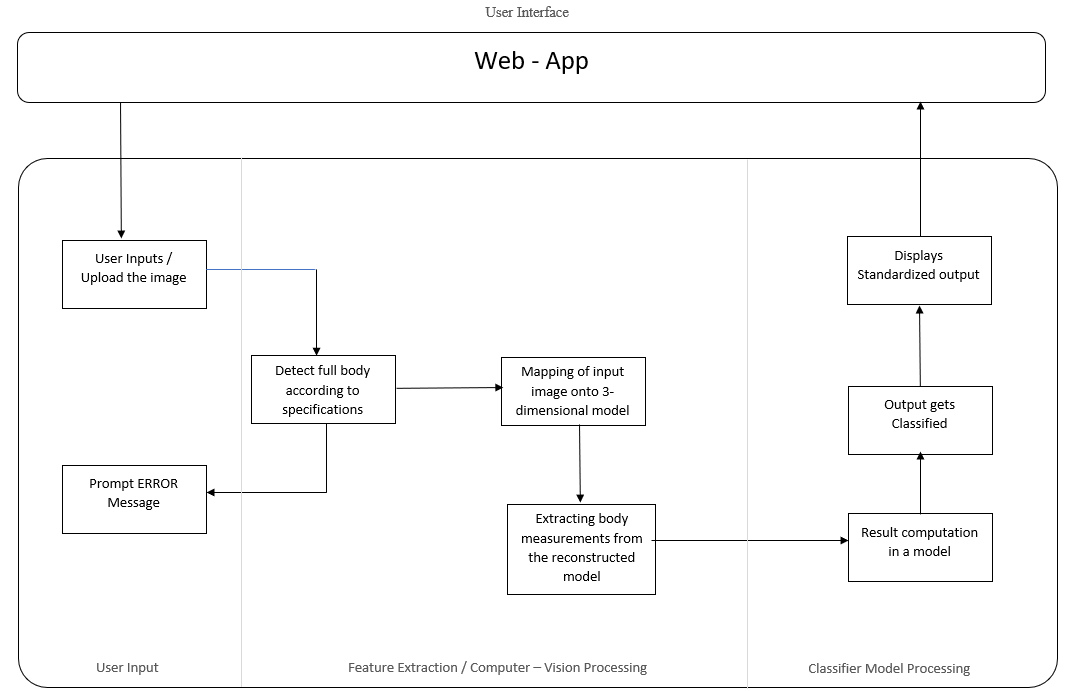 User Interface
Web - App
User Inputs /
Upload the image
Detect full body
according to
specifications
Prompt ERROR
Message
Mapping of input
image onto 3-
dimensional model
Extracting body
measurements from
the reconstructed
model
Displays
Standardized output
Output gets
Classified
Result computation
in a model
User Input
Feature Extraction / Computer – Vision Processing
Classifier Model Processing